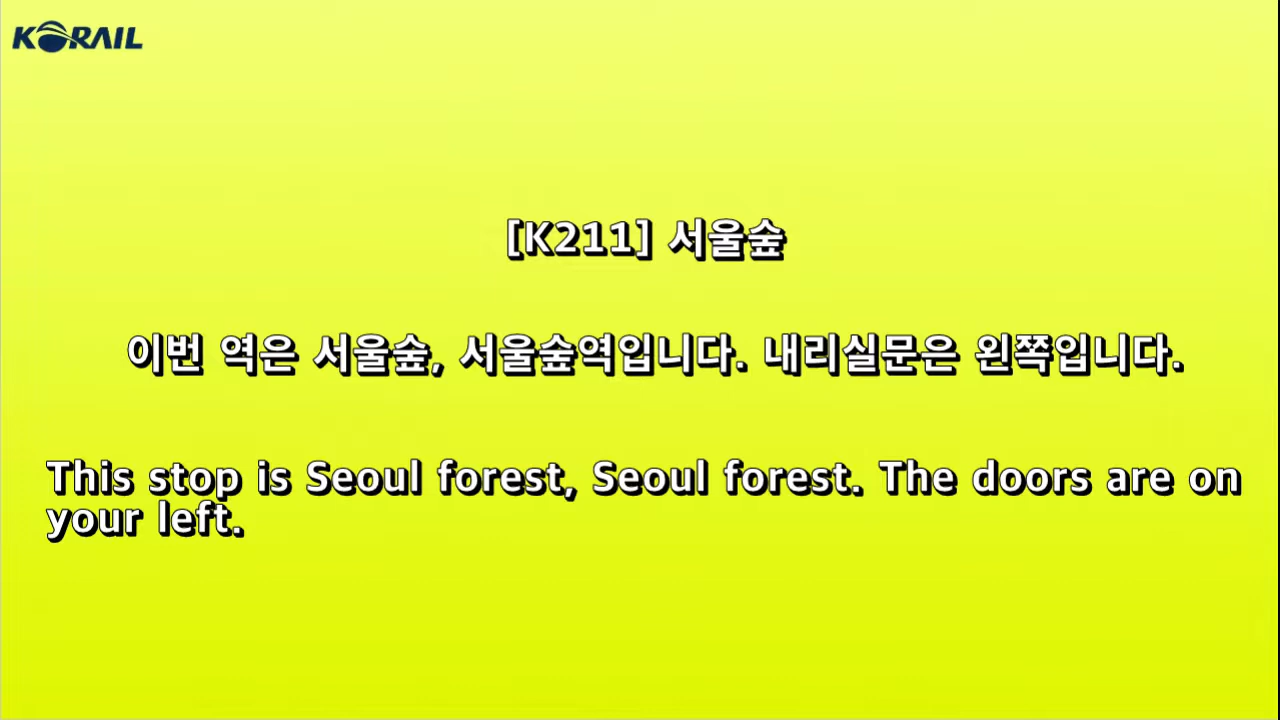 KORAIL
[K211] 서울숲
이번 역은 서울숲, 서울숲역입니다. 내리실문은 왼쪽입니다.
This stop is Seoul forest, Seoul forest. The doors are on
your left.